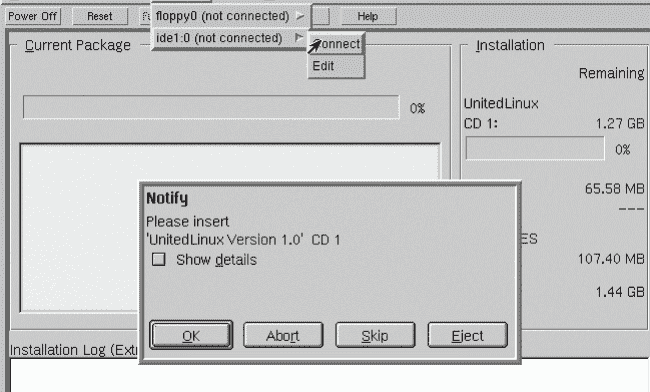 Power Off Reset Help
floppy0 (not connected)
ide1:0 (not connected)
Connect
Edit
Current Package
0%
Installation
Remaining
UnitedLinux
CD 1: 1.27 GB
0%
65.58 MB
---
ES
107.40 MB
1.44 GB
Notify
Please insert
'UnitedLinux Version 1.0' CD 1
Show details
OK Abort Skip Eject
Installation Log (Extr